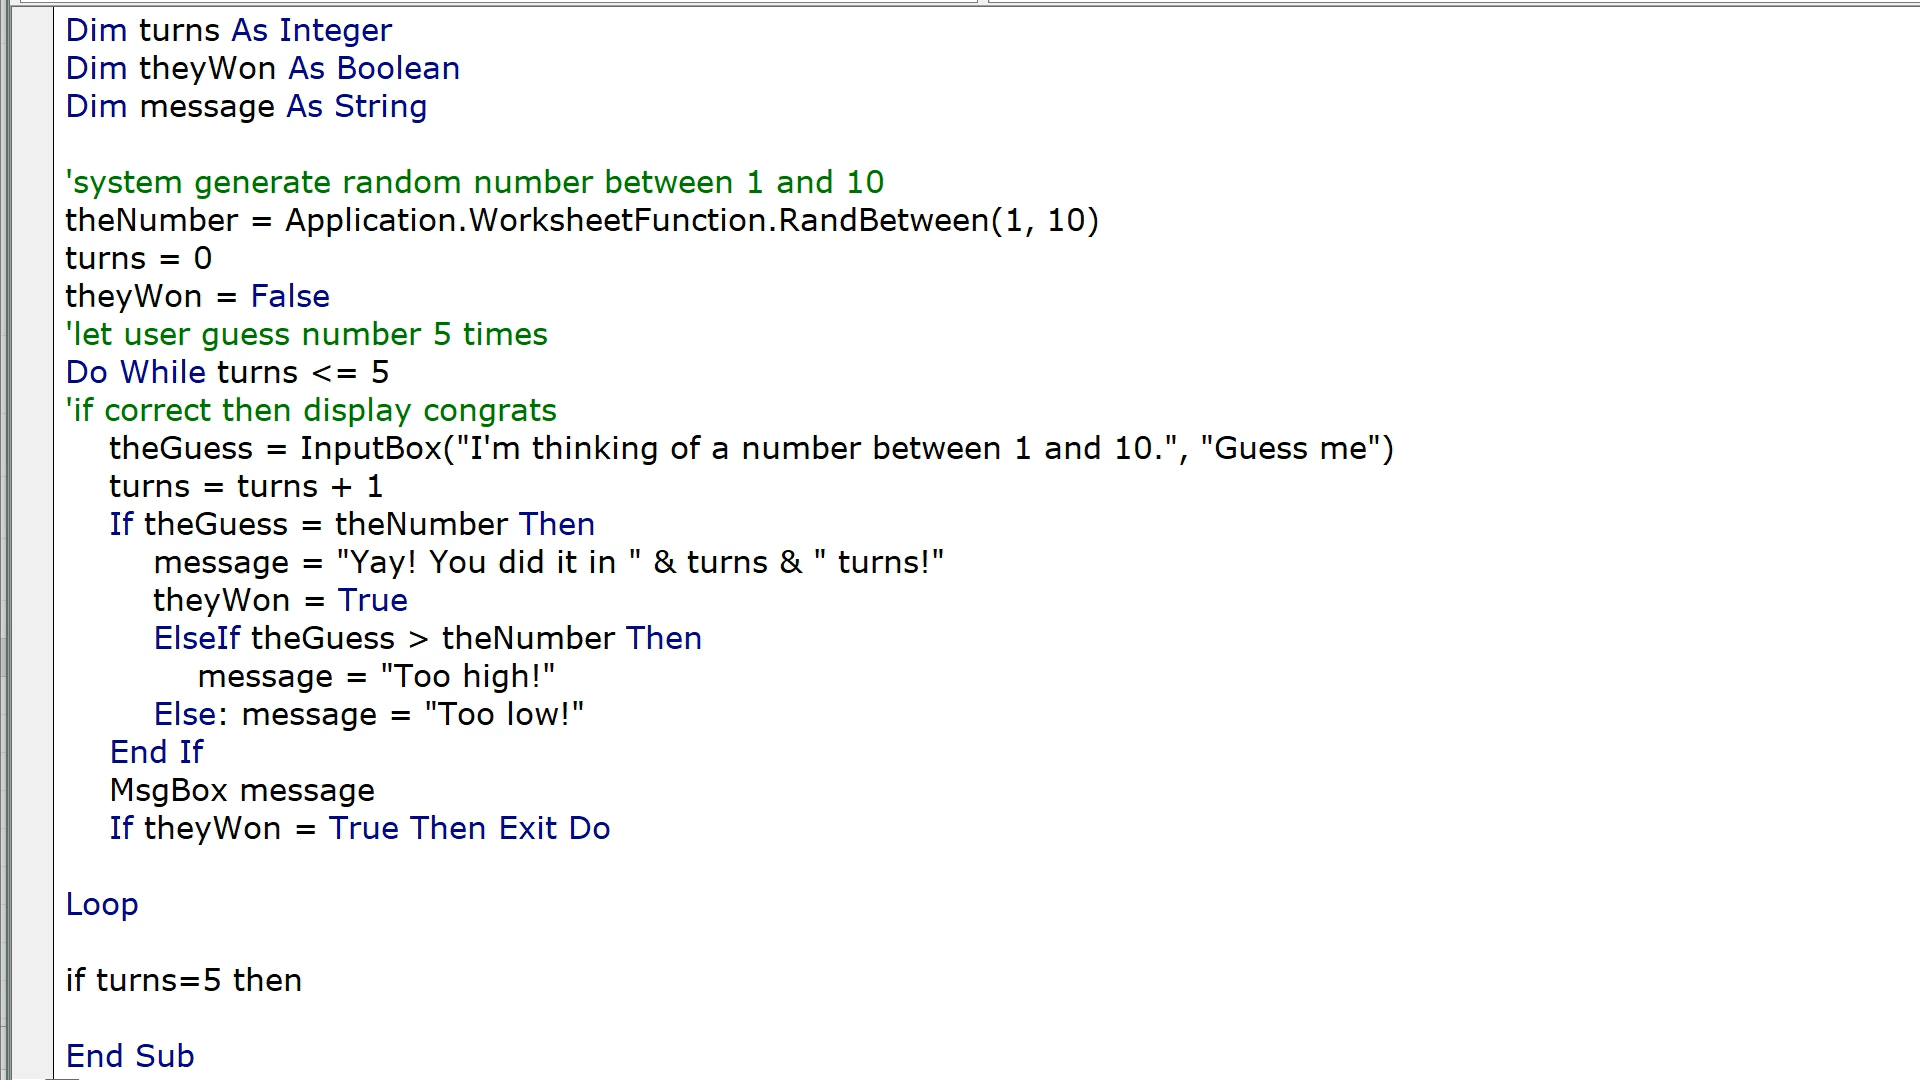 Dim turns As Integer
Dim theyWon As Boolean
Dim message As String
'system generate random number between 1 and 10
theNumber = Application.WorksheetFunction.RandBetween(1, 10)
turns = 0
theyWon = False
'let user guess number 5 times
Do While turns <= 5
'if correct then display congrats
theGuess = InputBox("I'm thinking of a number between 1 and 10.", "Guess me")
turns = turns + 1
If theGuess = theNumber Then
message = "Yay! You did it in " & turns & " turns!"
theyWon = True
ElseIf theGuess > theNumber Then
message = "Too high!"
Else: message = "Too low!"
End If
MsgBox message
If theyWon = True Then Exit Do
Loop
if turns=5 then
End Sub